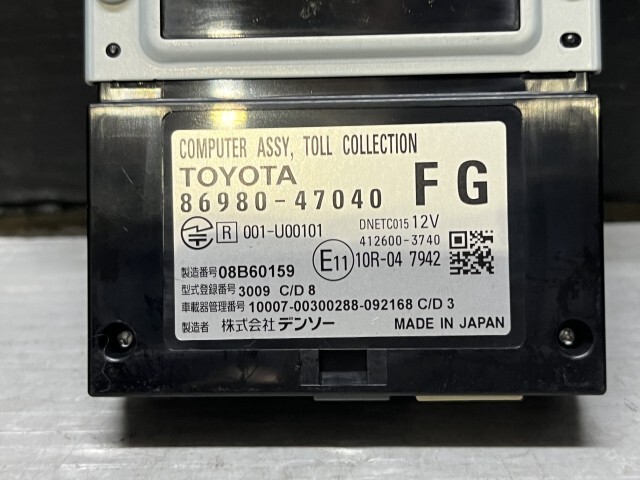 COMPUTER ASSY, TOLL COLLECTION
TOYOTA
86980-47040 FG
R 001-U00101 DNETC015 12V
412600-3740
E11 10R-04 7942
製造番号 08B60159
型式登録番号 3009 C/D 8
車載器管理番号 10007-00300288-092168 C/D 3
製造者 株式会社 デンソー MADE IN JAPAN